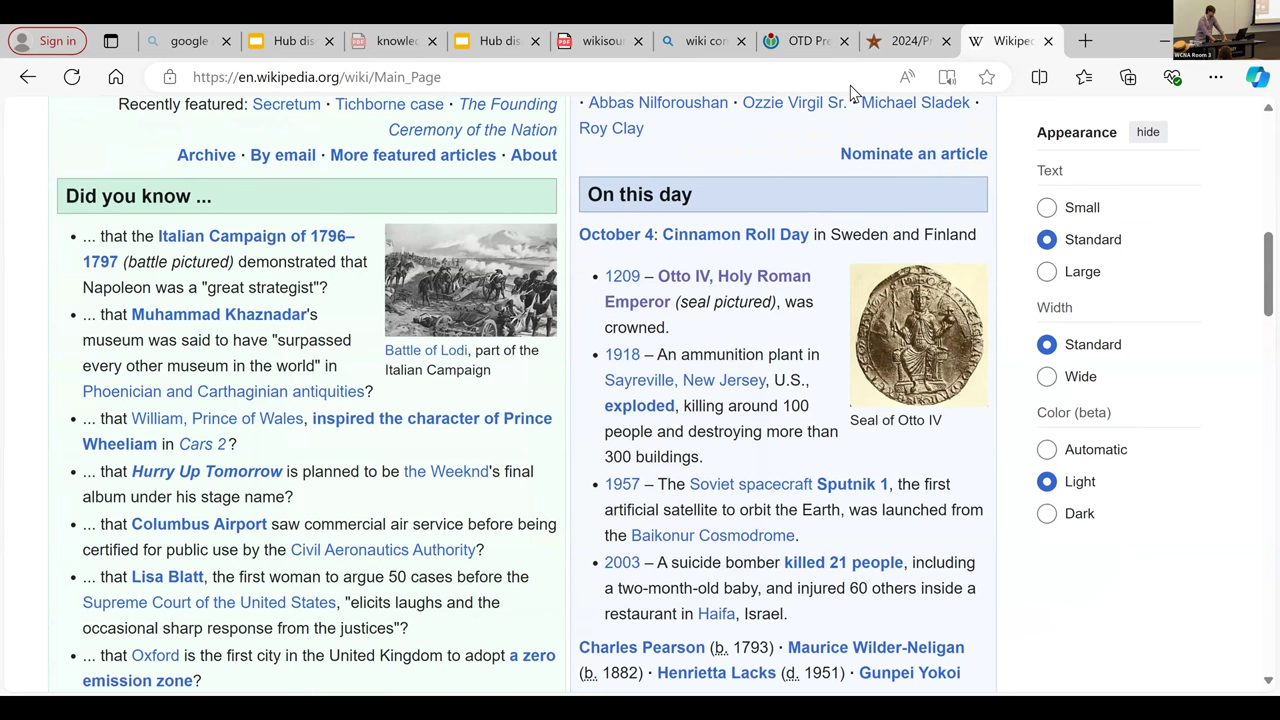 Sign in
google
Hub dis
knowle
Hub dis
wikisou
wiki cor
OTD Pre
2024/P
Wikipec
WCNA Room 3
https://en.wikipedia.org/wiki/Main_Page
Recently featured: Secretum · Tichborne case · The Founding
Ceremony of the Nation
Archive · By email · More featured articles · About
Did you know ...
... that the Italian Campaign of 1796–
1797 (battle pictured) demonstrated that
Napoleon was a "great strategist"?
... that Muhammad Khaznadar's
museum was said to have "surpassed
every other museum in the world" in
Phoenician and Carthaginian antiquities?
Battle of Lodi, part of the
Italian Campaign
... that William, Prince of Wales, inspired the character of Prince
Wheeliam in Cars 2?
... that Hurry Up Tomorrow is planned to be the Weeknd's final
album under his stage name?
... that Columbus Airport saw commercial air service before being
certified for public use by the Civil Aeronautics Authority?
... that Lisa Blatt, the first woman to argue 50 cases before the
Supreme Court of the United States, "elicits laughs and the
occasional sharp response from the justices"?
... that Oxford is the first city in the United Kingdom to adopt a zero
emission zone?
· Abbas Nilforoushan · Ozzie Virgil Sr. · Michael Sladek ·
Roy Clay
Nominate an article
On this day
October 4: Cinnamon Roll Day in Sweden and Finland
1209 – Otto IV, Holy Roman
Emperor (seal pictured), was
crowned.
1918 – An ammunition plant in
Sayreville, New Jersey, U.S.,
exploded, killing around 100
people and destroying more than
300 buildings.
Seal of Otto IV
1957 – The Soviet spacecraft Sputnik 1, the first
artificial satellite to orbit the Earth, was launched from
the Baikonur Cosmodrome.
2003 – A suicide bomber killed 21 people, including
a two-month-old baby, and injured 60 others inside a
restaurant in Haifa, Israel.
Charles Pearson (b. 1793) · Maurice Wilder-Neligan
(b. 1882) · Henrietta Lacks (d. 1951) · Gunpei Yokoi
Appearance hide
Text
Small
Standard
Large
Width
Standard
Wide
Color (beta)
Automatic
Light
Dark